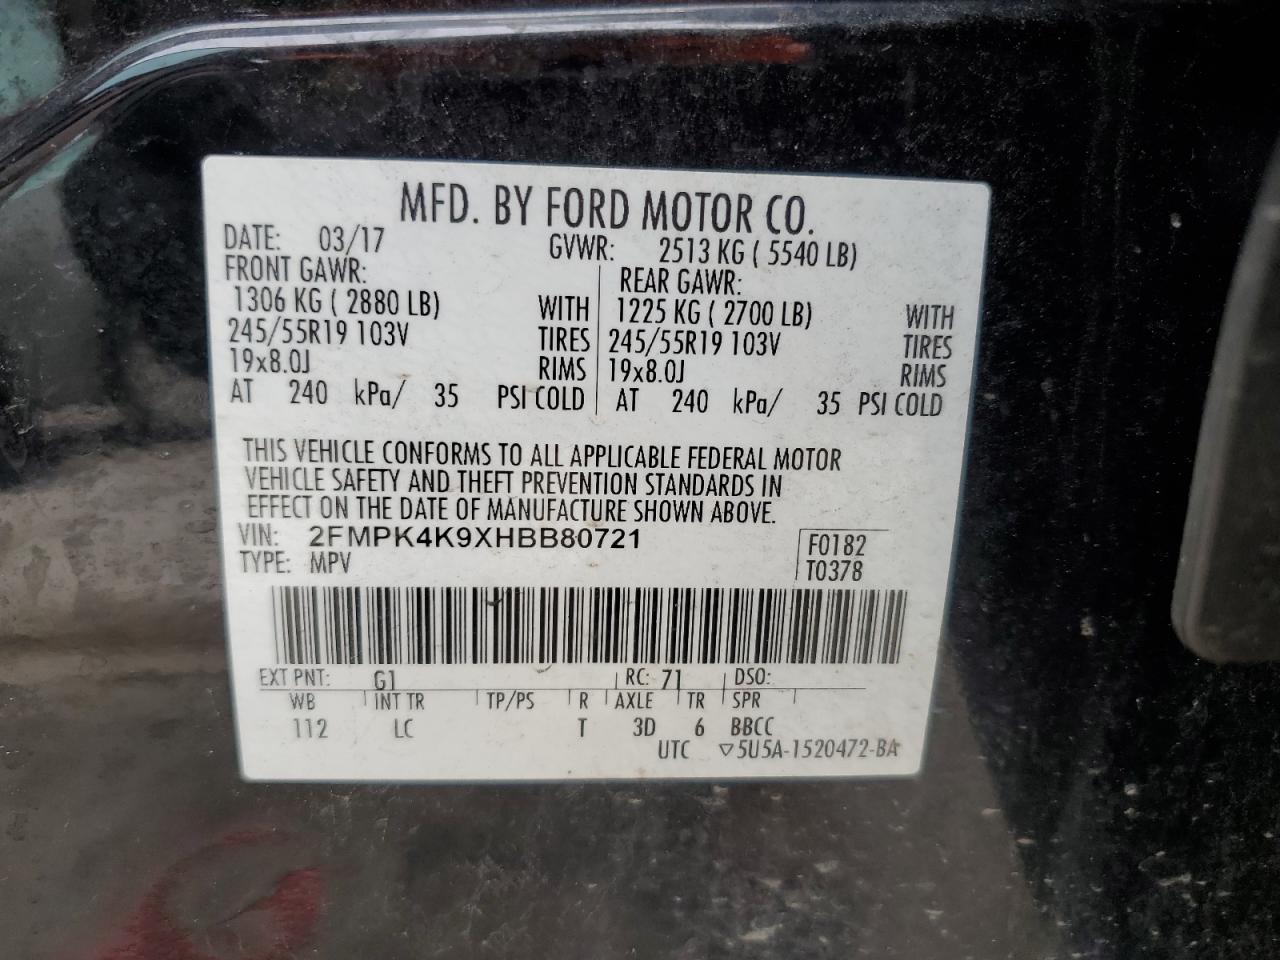 MFD. BY FORD MOTOR CO.
DATE: 03/17 GVWR: 2513 KG ( 5540 LB)
FRONT GAWR: REAR GAWR:
1306 KG ( 2880 LB) WITH 1225 KG ( 2700 LB) WITH
245/55R19 103V TIRES 245/55R19 103V TIRES
19x8.0J RIMS 19x8.0J RIMS
AT 240 kPa/ 35 PSI COLD AT 240 kPa/ 35 PSI COLD
THIS VEHICLE CONFORMS TO ALL APPLICABLE FEDERAL MOTOR
VEHICLE SAFETY AND THEFT PREVENTION STANDARDS IN
EFFECT ON THE DATE OF MANUFACTURE SHOWN ABOVE.
VIN: 2FMPK4K9XHBB80721 F0182
TYPE: MPV T0378
EXT PNT: G1 RC: 71 DSO:
WB INT TR TP/PS R AXLE TR SPR
112 LC T 3D 6 BBCC
UTC ▽5U5A-1520472-BA